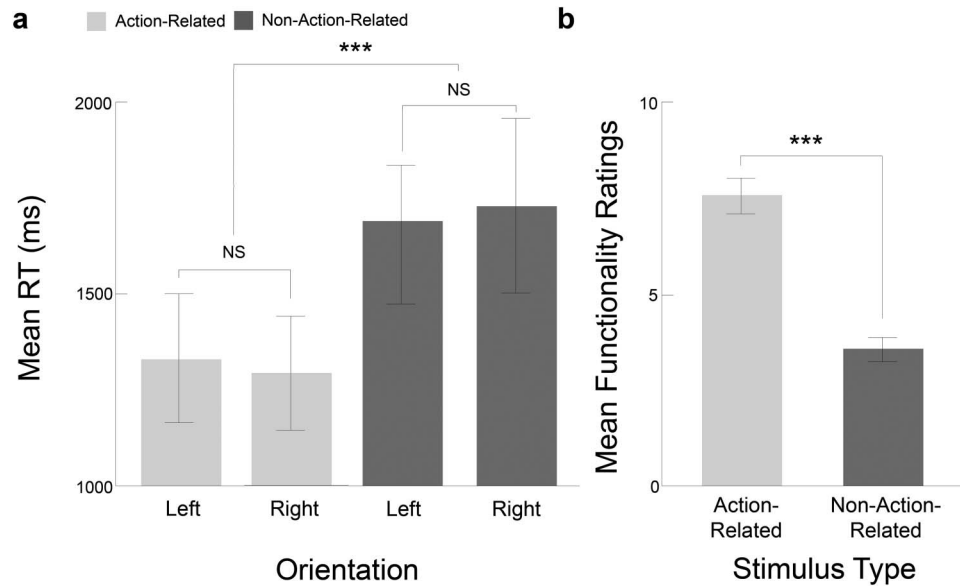 a
Action-Related
Non-Action-Related
***
NS
NS
2000
1500
1000
Mean RT (ms)
Left
Right
Left
Right
Orientation
b
***
10
5
0
Mean Functionality Ratings
Action-
Related
Non-Action-
Related
Stimulus Type